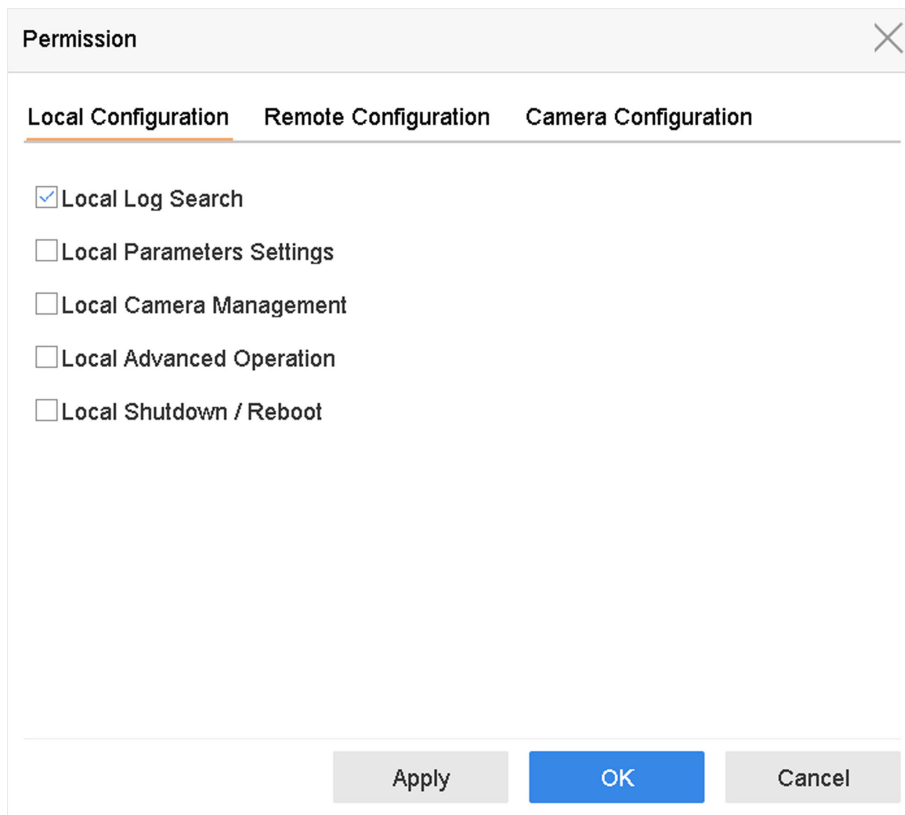 Permission
Local Configuration Remote Configuration Camera Configuration
Local Log Search
Local Parameters Settings
Local Camera Management
Local Advanced Operation
Local Shutdown / Reboot
Apply OK Cancel